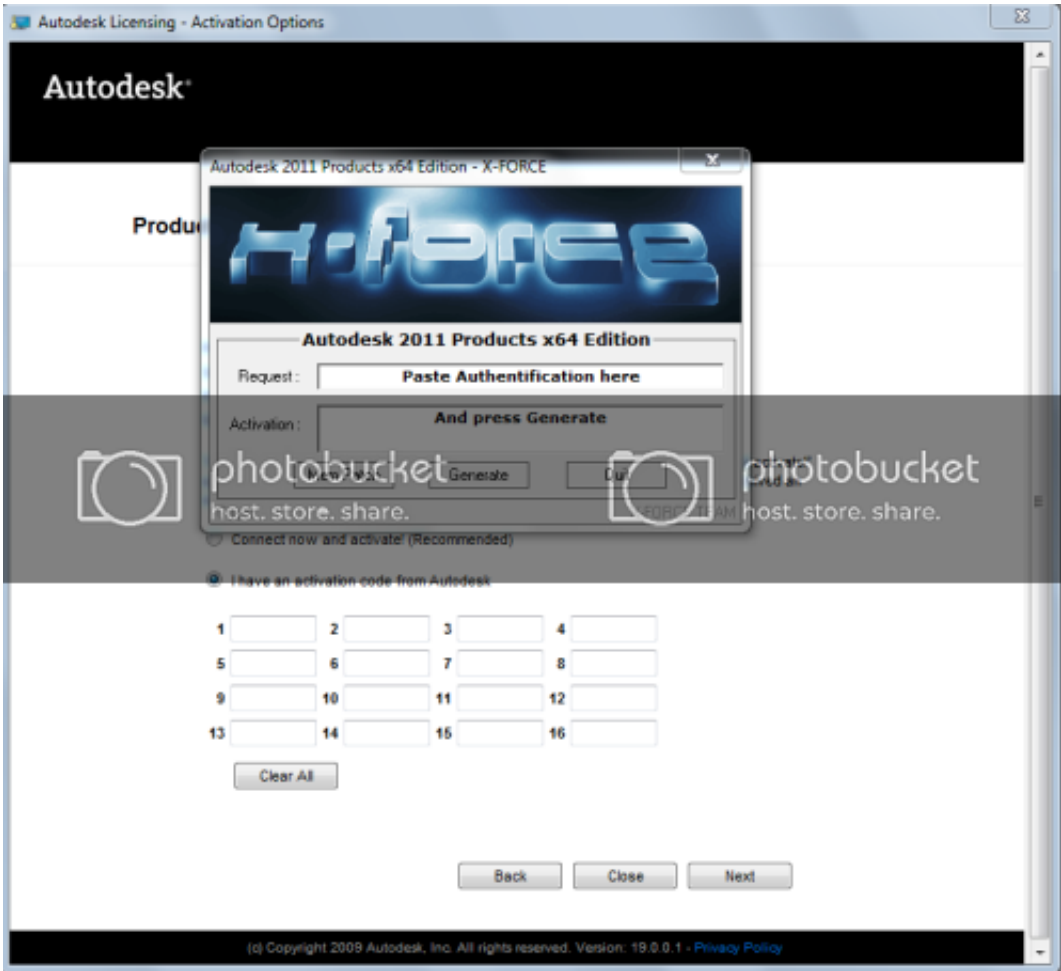 Autodesk Licensing - Activation Options
Autodesk
Autodesk 2011 Products x64 Edition - X-FORCE
x-force
Autodesk 2011 Products x64 Edition
Request : Paste Authentification here
Activation : And press Generate
Mem Patch Generate Quit
photobucket photobucket
host. store. share. host. store. share.
Connect now and activate! (Recommended)
I have an activation code from Autodesk
1 2 3 4
5 6 7 8
9 10 11 12
13 14 15 16
Clear All
Back Close Next
(c) Copyright 2009 Autodesk, Inc. All rights reserved. Version: 19.0.0.1 - Privacy Policy